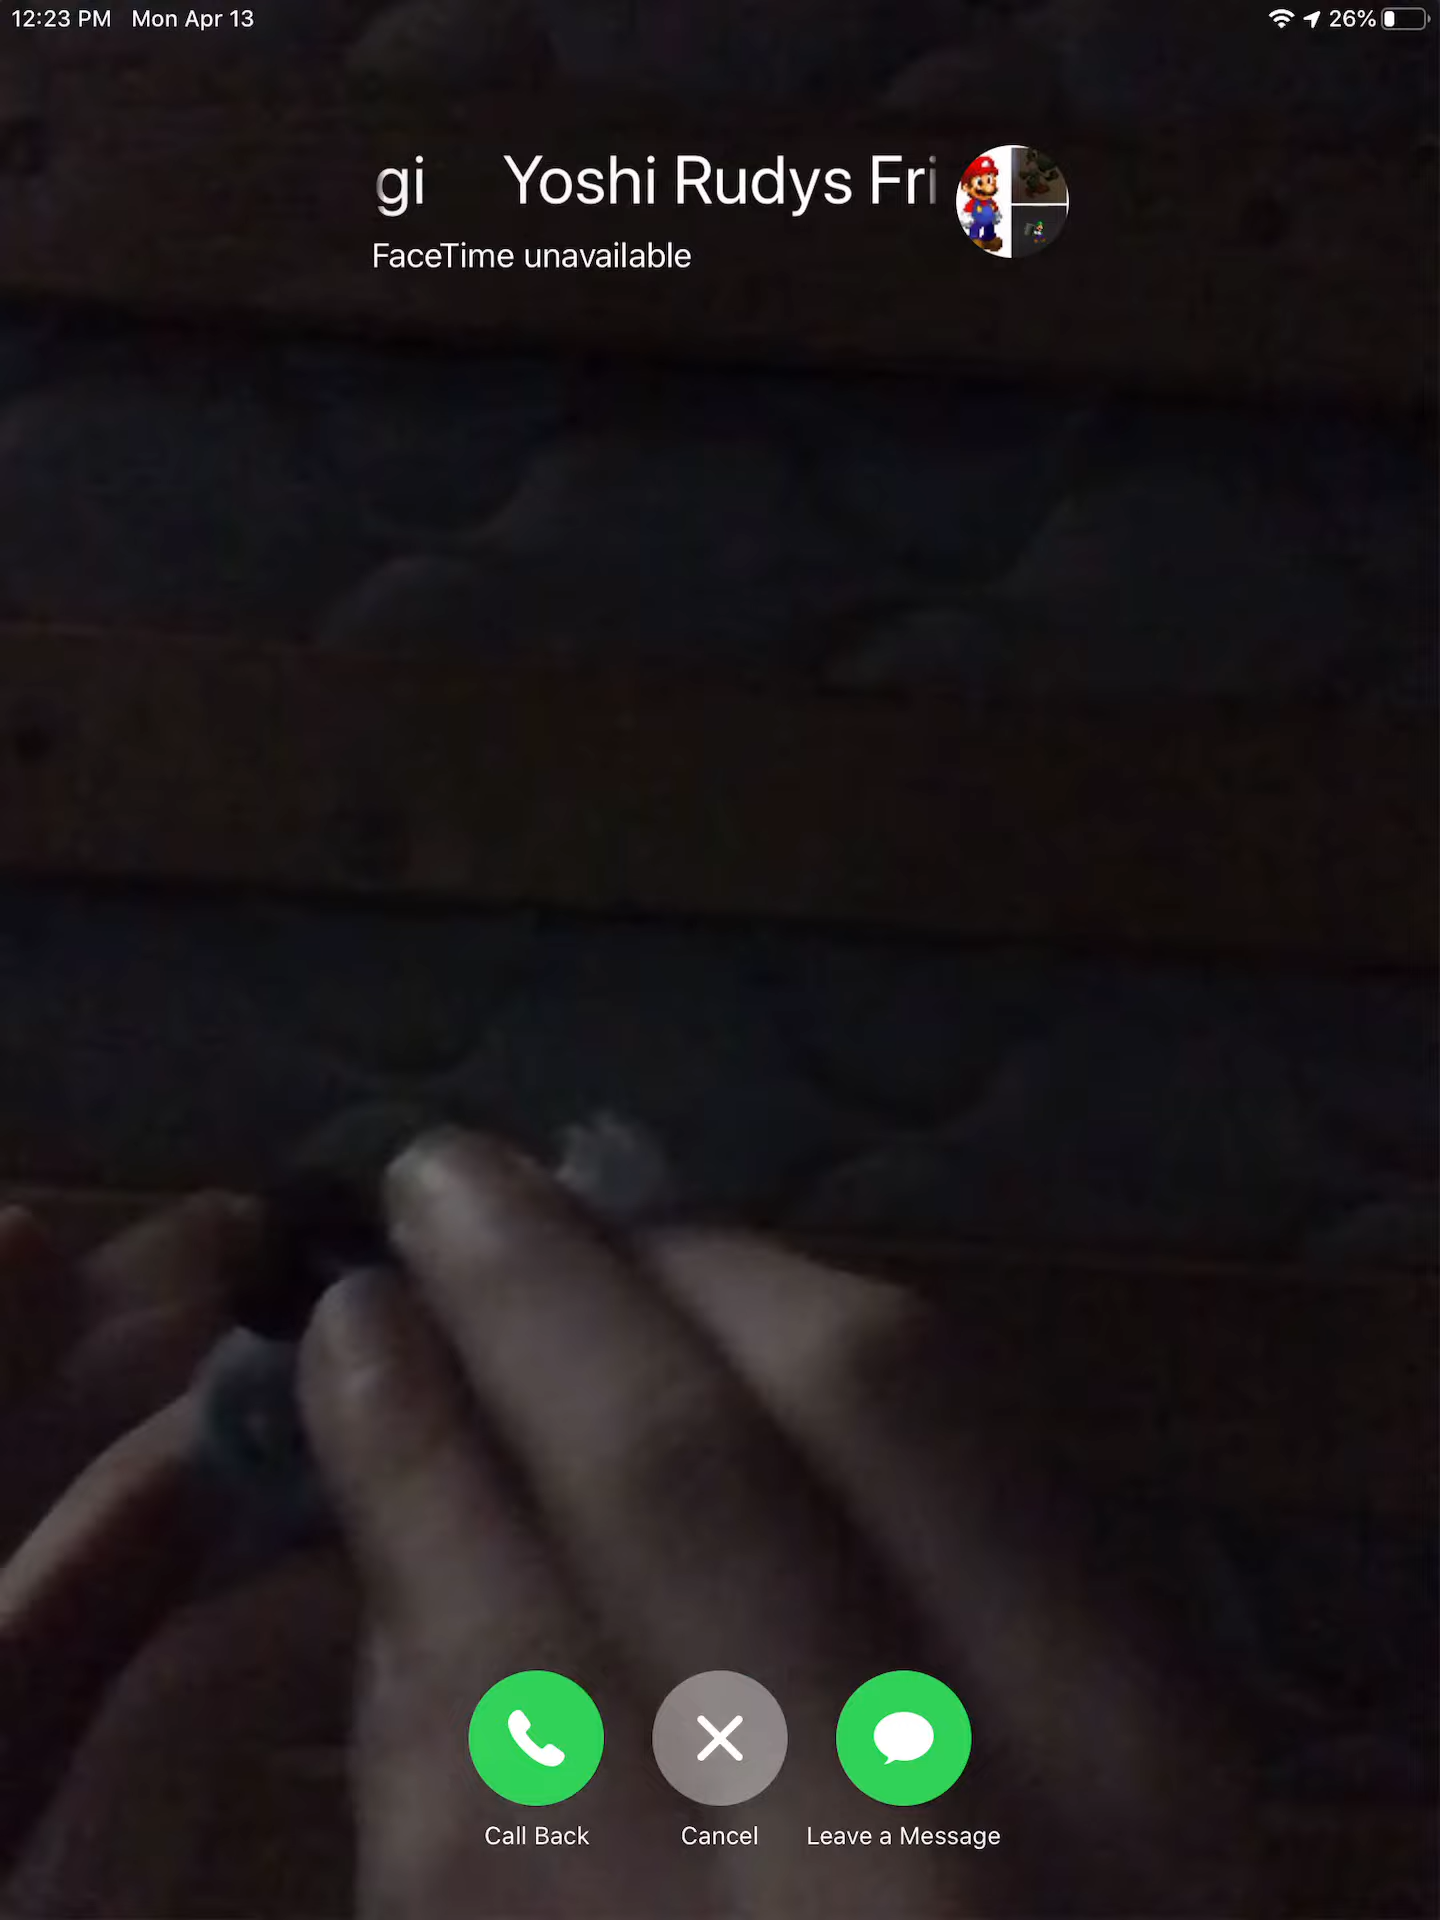 12:23 PM Mon Apr 13
26%
gi Yoshi Rudys Fri
FaceTime unavailable
Call Back
Cancel
Leave a Message